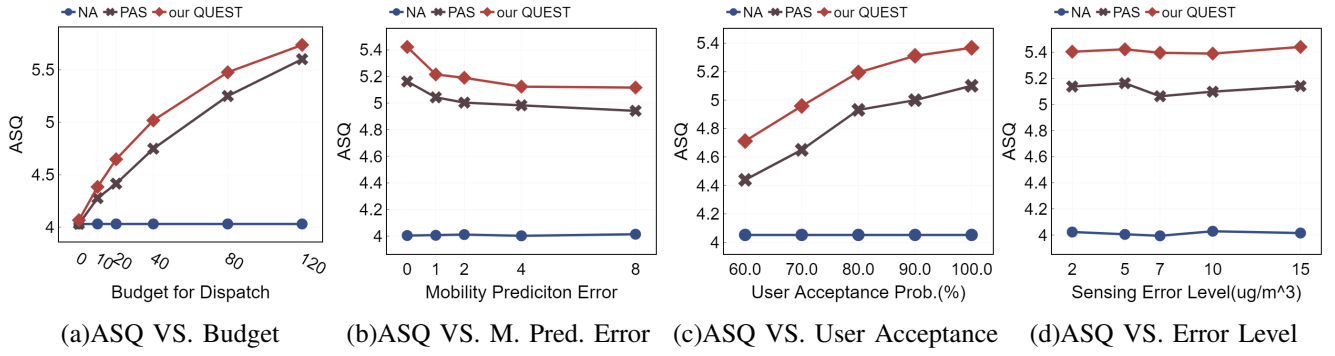 NA PAS our QUEST
ASQ
5.5
5
4.5
4
0 10 20 40 80 120
Budget for Dispatch
(a)ASQ VS. Budget
NA PAS our QUEST
ASQ
5.4
5.2
5
4.8
4.6
4.4
4.2
4
0 1 2 4 8
Mobility Prediciton Error
(b)ASQ VS. M. Pred. Error
NA PAS our QUEST
ASQ
5.4
5.2
5
4.8
4.6
4.4
4.2
4
60.0 70.0 80.0 90.0 100.0
User Acceptance Prob.(%)
(c)ASQ VS. User Acceptance
NA PAS our QUEST
ASQ
5.4
5.2
5
4.8
4.6
4.4
4.2
4
2 5 7 10 15
Sensing Error Level(ug/m^3)
(d)ASQ VS. Error Level